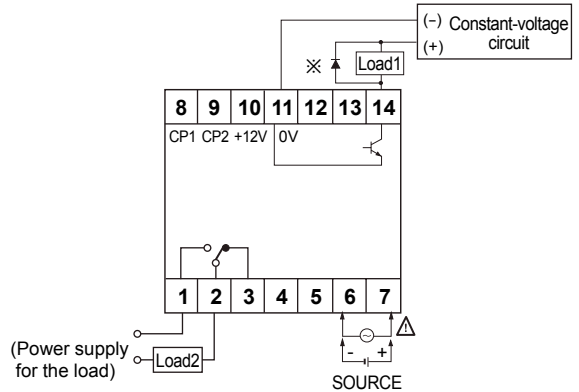 (−) Constant-voltage
circuit
(+)
※ Load1
8 9 10 11 12 13 14
CP1 CP2 +12V 0V
1 2 3 4 5 6 7
(Power supply
for the load)
Load2
- +
SOURCE